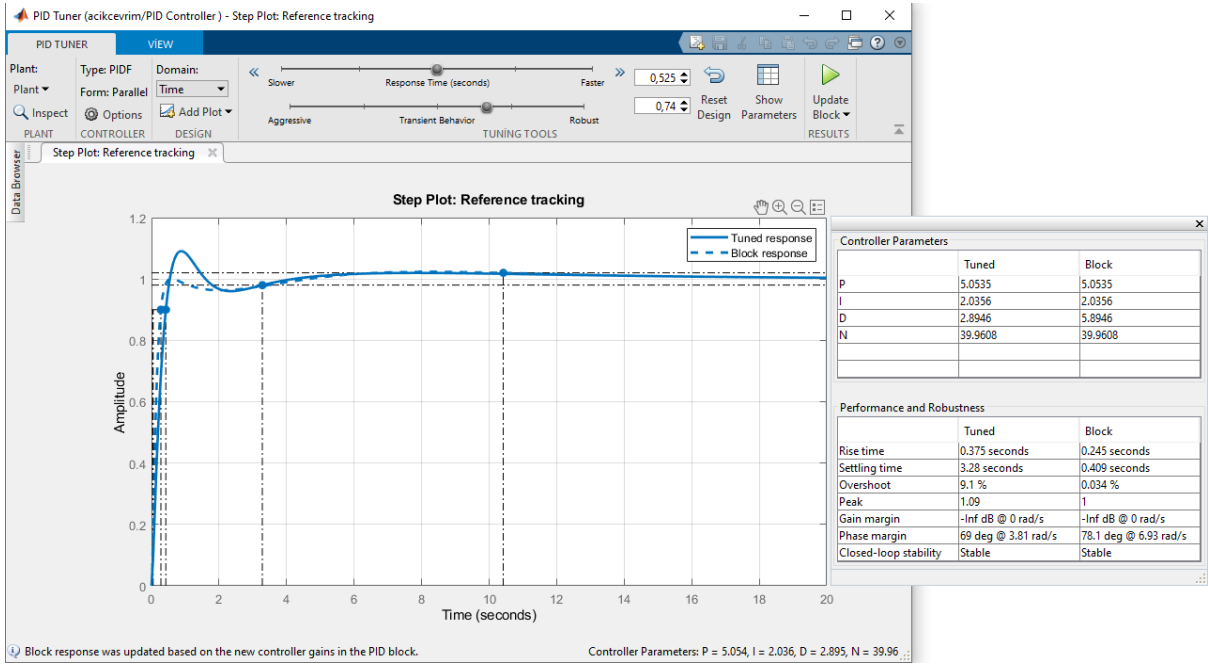 PID Tuner (acikcevrim/PID Controller ) - Step Plot: Reference tracking
PID TUNER
VİEW
Plant:
Plant
Inspect
PLANT
Type: PIDF
Form: Parallel
Options
CONTROLLER
Domain:
Time
Add Plot
DESİGN
Slower
Response Time (seconds)
Faster
0,525
Aggressive
Transient Behavior
Robust
0,74
TUNİNG TOOLS
Reset
Design
Show
Parameters
Update
Block
RESULTS
Data Browser
Step Plot: Reference tracking
Step Plot: Reference tracking
Tuned response
Block response
Amplitude
1.2
1
0.8
0.6
0.4
0.2
0
0 2 4 6 8 10 12 14 16 18 20
Time (seconds)
Block response was updated based on the new controller gains in the PID block.
Controller Parameters: P = 5.054, I = 2.036, D = 2.895, N = 39.96
Controller Parameters
Tuned Block
P 5.0535 5.0535
I 2.0356 2.0356
D 2.8946 5.8946
N 39.9608 39.9608
Performance and Robustness
Tuned Block
Rise time 0.375 seconds 0.245 seconds
Settling time 3.28 seconds 0.409 seconds
Overshoot 9.1 % 0.034 %
Peak 1.09 1
Gain margin -Inf dB @ 0 rad/s -Inf dB @ 0 rad/s
Phase margin 69 deg @ 3.81 rad/s 78.1 deg @ 6.93 rad/s
Closed-loop stability Stable Stable